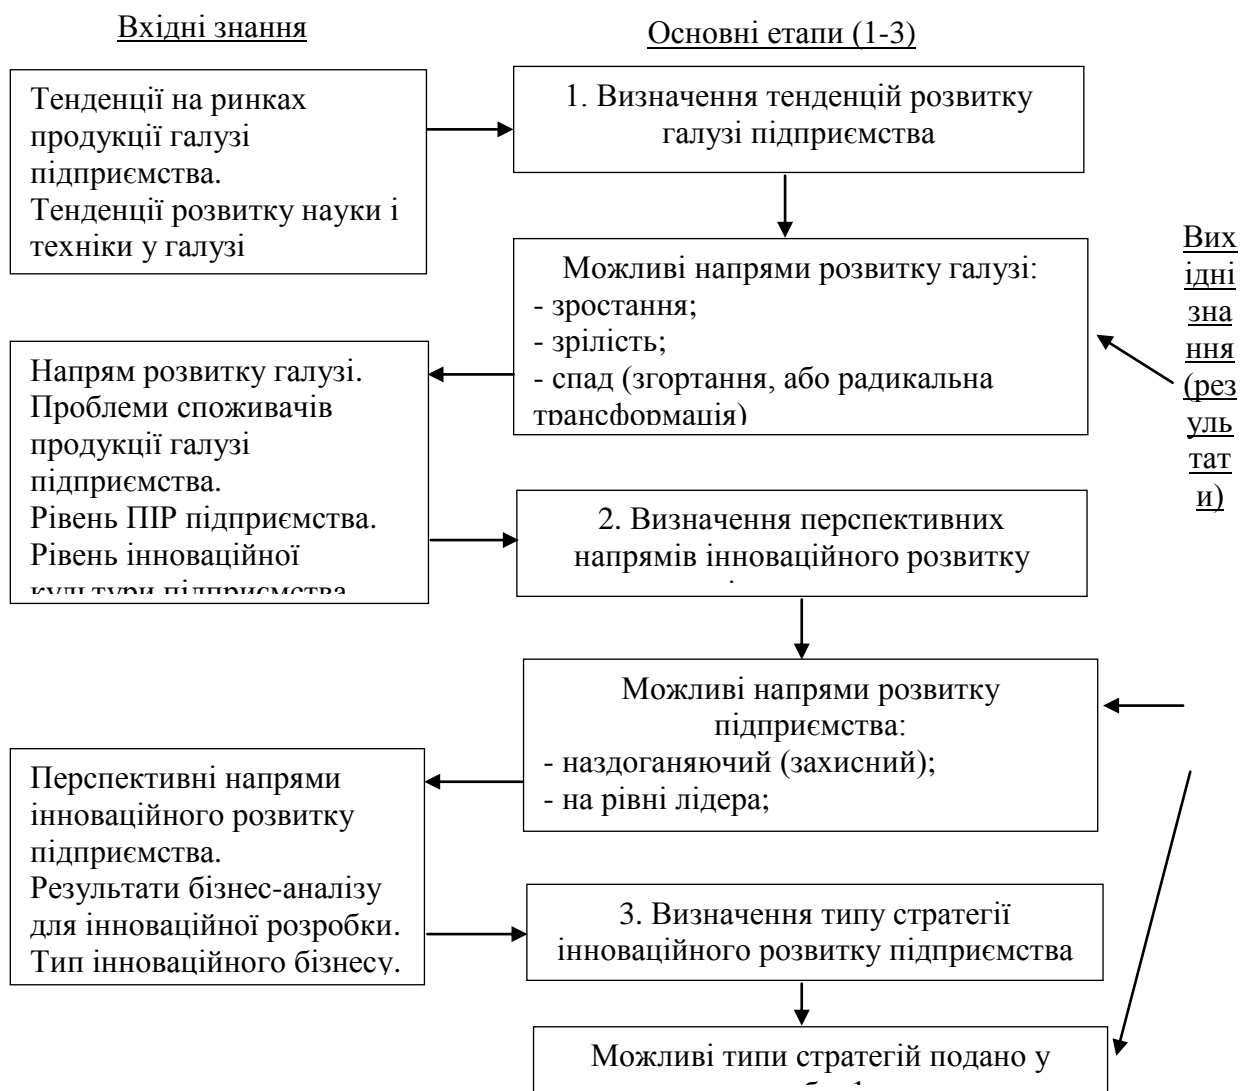 Вхідні знання
Основні етапи (1-3)
Тенденції на ринках
продукції галузі
підприємства.
Тенденції розвитку науки і
техніки у галузі
1. Визначення тенденцій розвитку
галузі підприємства
Можливі напрями розвитку галузі:
- зростання;
- зрілість;
- спад (згортання, або радикальна
трансформація)
Вих
ідні
зна
ння
(рез
уль
тат
и)
Напрям розвитку галузі.
Проблеми споживачів
продукції галузі
підприємства.
Рівень ПІР підприємства.
Рівень інноваційної
культури підприємства
2. Визначення перспективних
напрямів інноваційного розвитку
Можливі напрями розвитку
підприємства:
- наздоганяючий (захисний);
- на рівні лідера;
Перспективні напрями
інноваційного розвитку
підприємства.
Результати бізнес-аналізу
для інноваційної розробки.
Тип інноваційного бізнесу.
3. Визначення типу стратегії
інноваційного розвитку підприємства
Можливі типи стратегій подано у